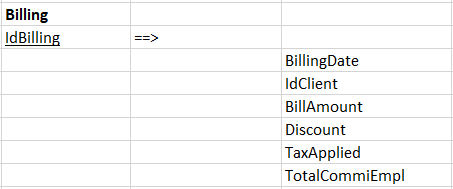 Billing
IdBilling ==>
BillingDate
IdClient
BillAmount
Discount
TaxApplied
TotalCommiEmpl